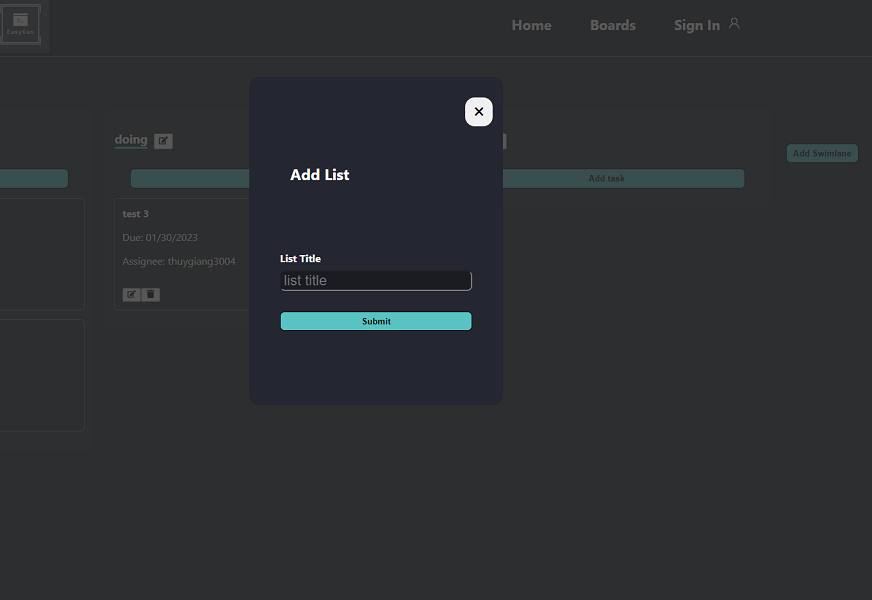 EasyKan
Home
Boards
Sign In
doing
Add Swimlane
Add task
test 3
Due: 01/30/2023
Assignee: thuygiang3004
Add List
List Title
list title
Submit